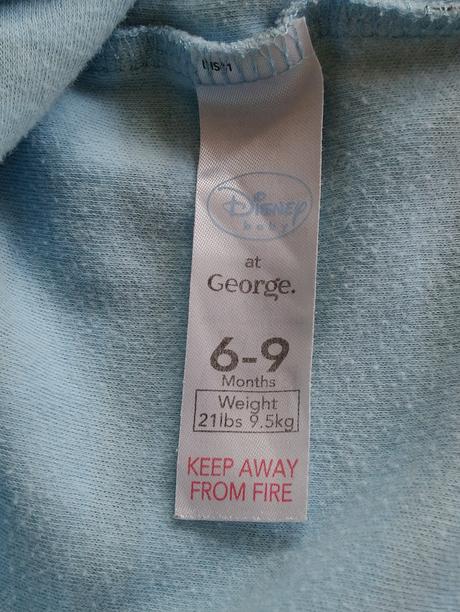 Disney
baby
at
George.
6-9
Months
Weight
21lbs 9.5kg
KEEP AWAY
FROM FIRE